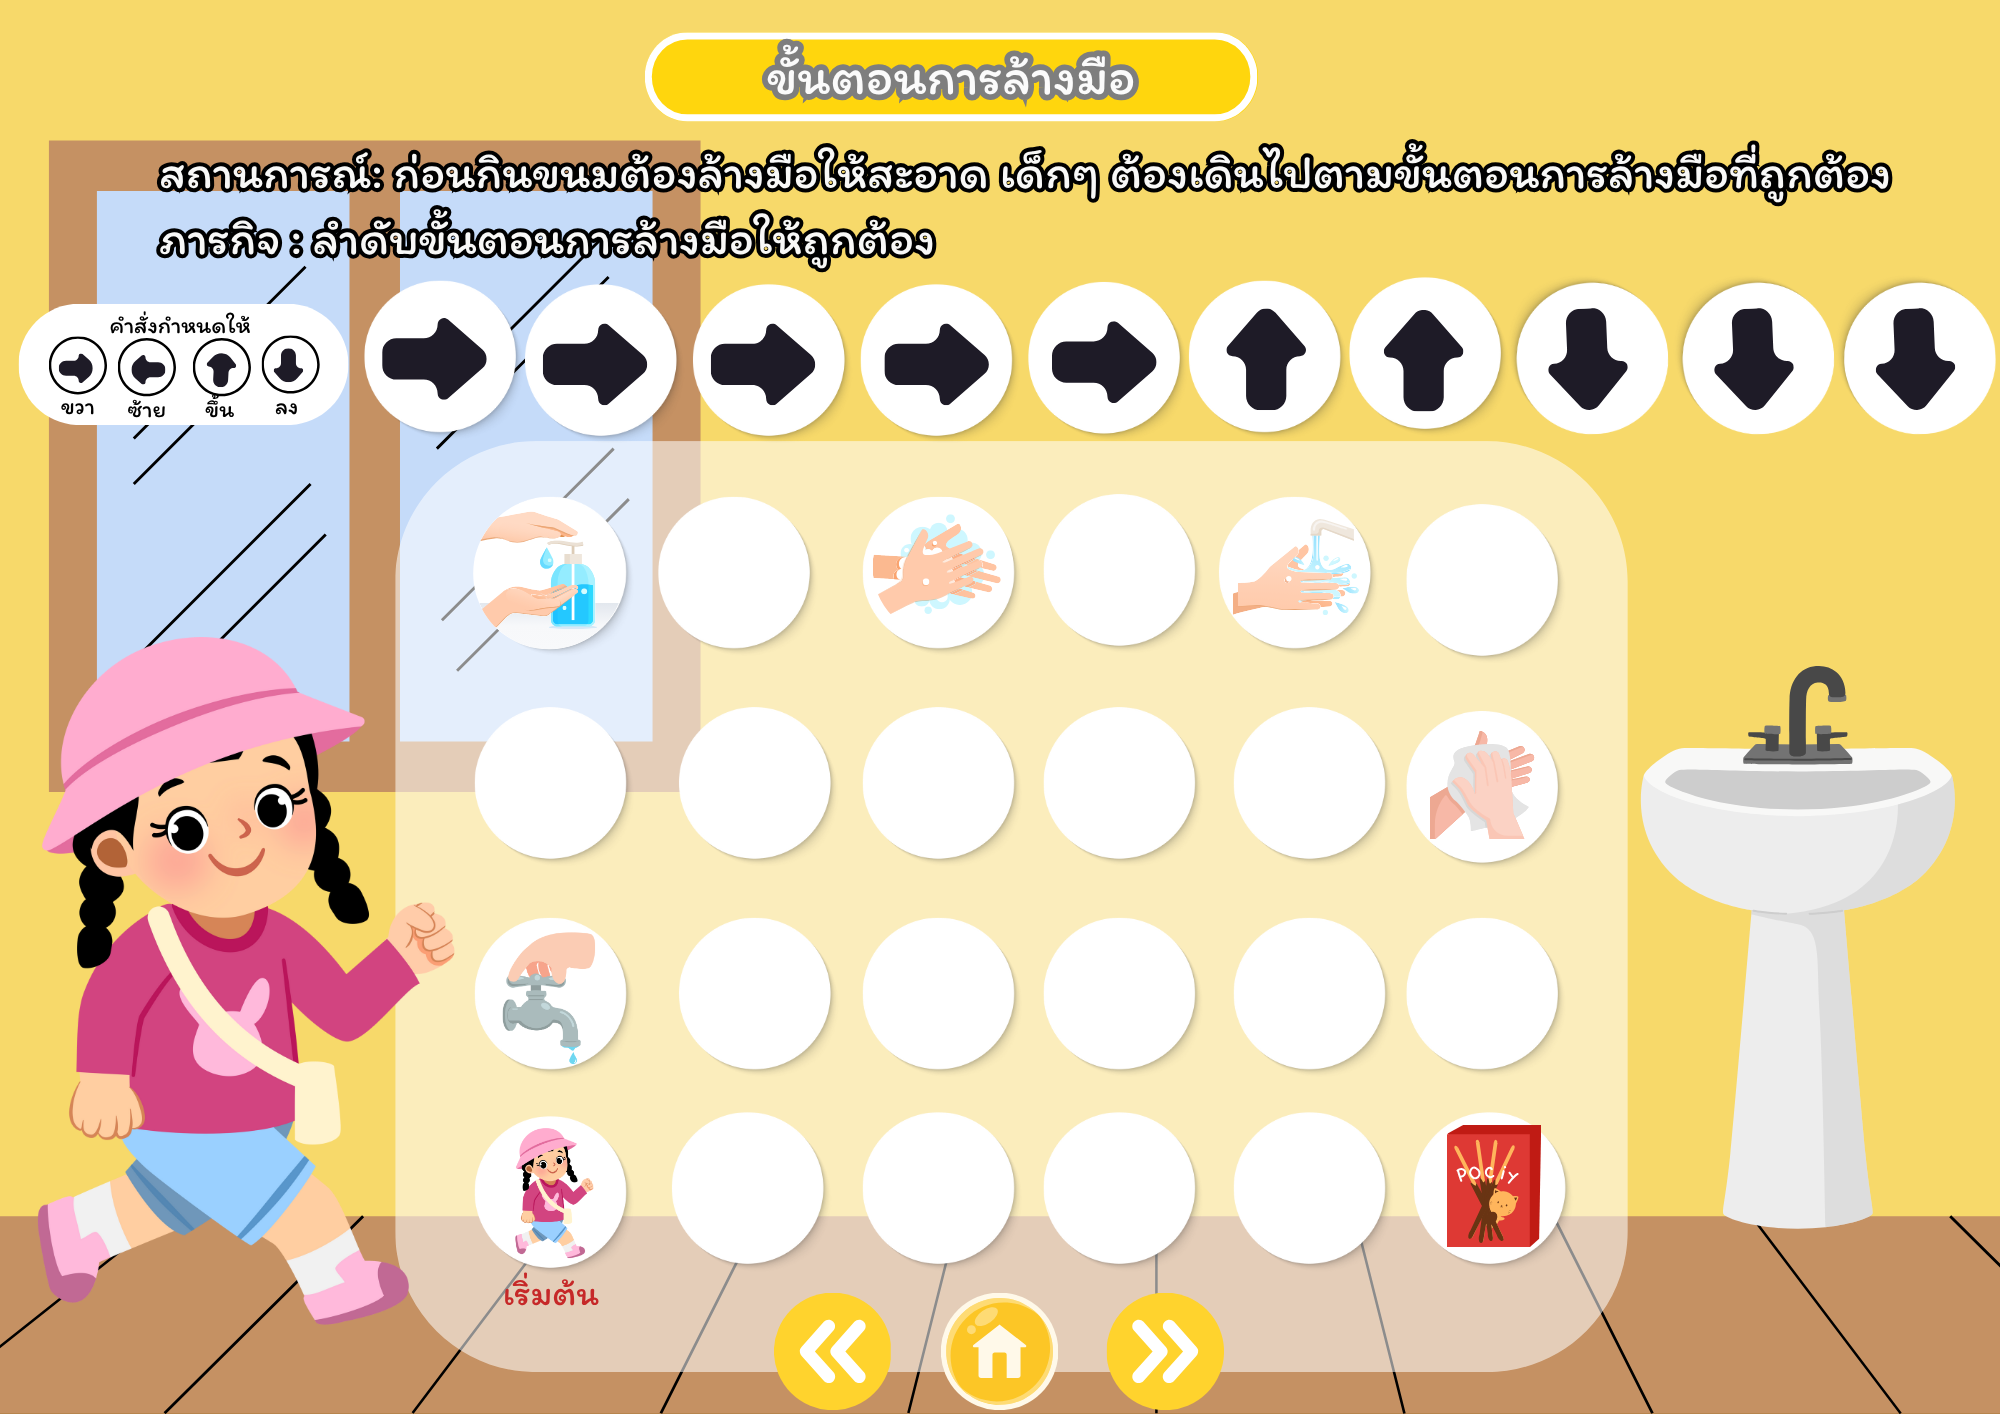 ขั้นตอนการล้างมือ
สถานการณ์: ก่อนกินขนมต้องล้างมือให้สะอาด เด็กๆ ต้องเดินไปตามขั้นตอนการล้างมือที่ถูกต้อง
ภารกิจ : ลำดับขั้นตอนการล้างมือให้ถูกต้อง
คำสั่งกำหนดให้
ขวา ซ้าย ขึ้น ลง
POCiY
เริ่มต้น